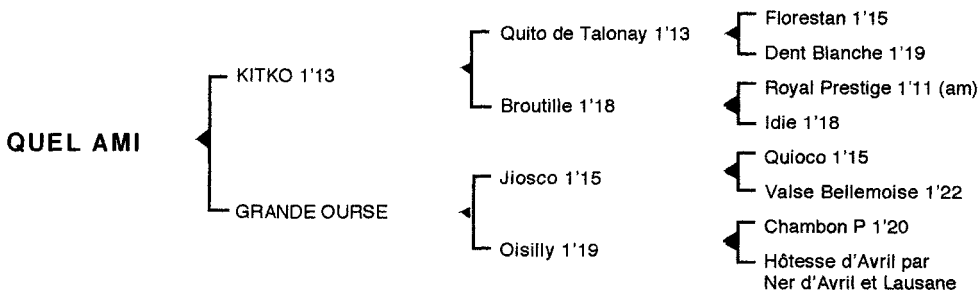 QUEL AMI
KITKO 1'13
GRANDE OURSE
Quito de Talonay 1'13
Broutille 1'18
Jiosco 1'15
Oisilly 1'19
Florestan 1'15
Dent Blanche 1'19
Royal Prestige 1'11 (am)
Idie 1'18
Quioco 1'15
Valse Bellemoise 1'22
Chambon P 1'20
Hôtesse d'Avril par
Ner d'Avril et Lausane